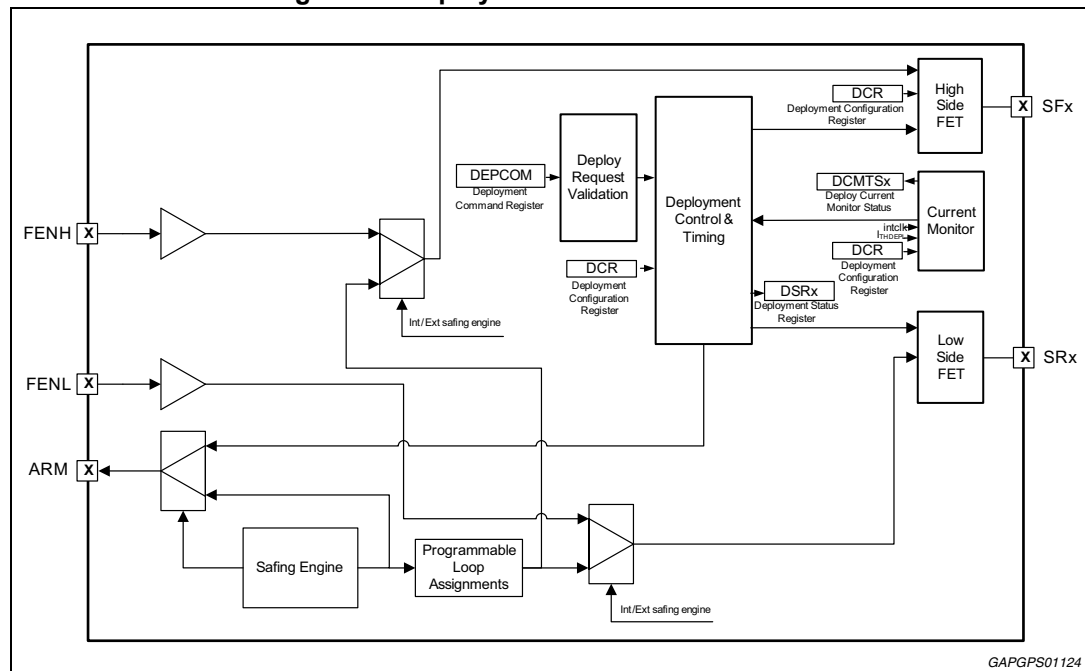 DCR
Deployment Configuration
Register
High
Side
FET
X
SFx
DEPCOM
Deployment
Command Register
Deploy
Request
Validation
Deployment
Control &
Timing
DCMTSx
Deploy Current
Monitor Status
Current
Monitor
intclk
ITHDEPL
DCR
Deployment
Configuration
Register
FENH
X
DCR
Deployment
Configuration
Register
DSRx
Deployment Status
Register
Int/Ext safing engine
Low
Side
FET
X
SRx
FENL
X
ARM
X
Safing Engine
Programmable
Loop
Assignments
Int/Ext safing engine
GAPGPS01124